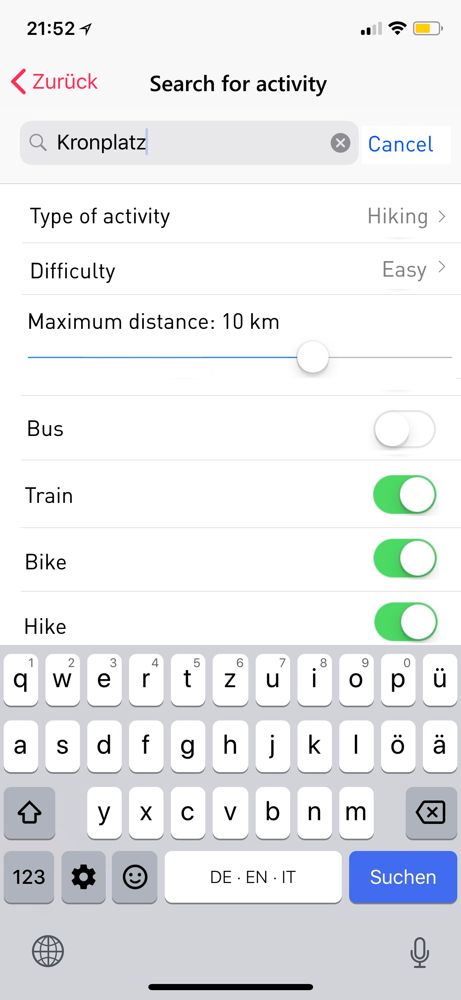 21:52
Zurück
Search for activity
Kronplatz
Cancel
Type of activity Hiking
Difficulty Easy
Maximum distance: 10 km
Bus
Train
Bike
Hike
1 2 3 4 5 6 7 8 9 0
q w e r t z u i o p ü
a s d f g h j k l ö ä
y x c v b n m
123 DE · EN · IT Suchen